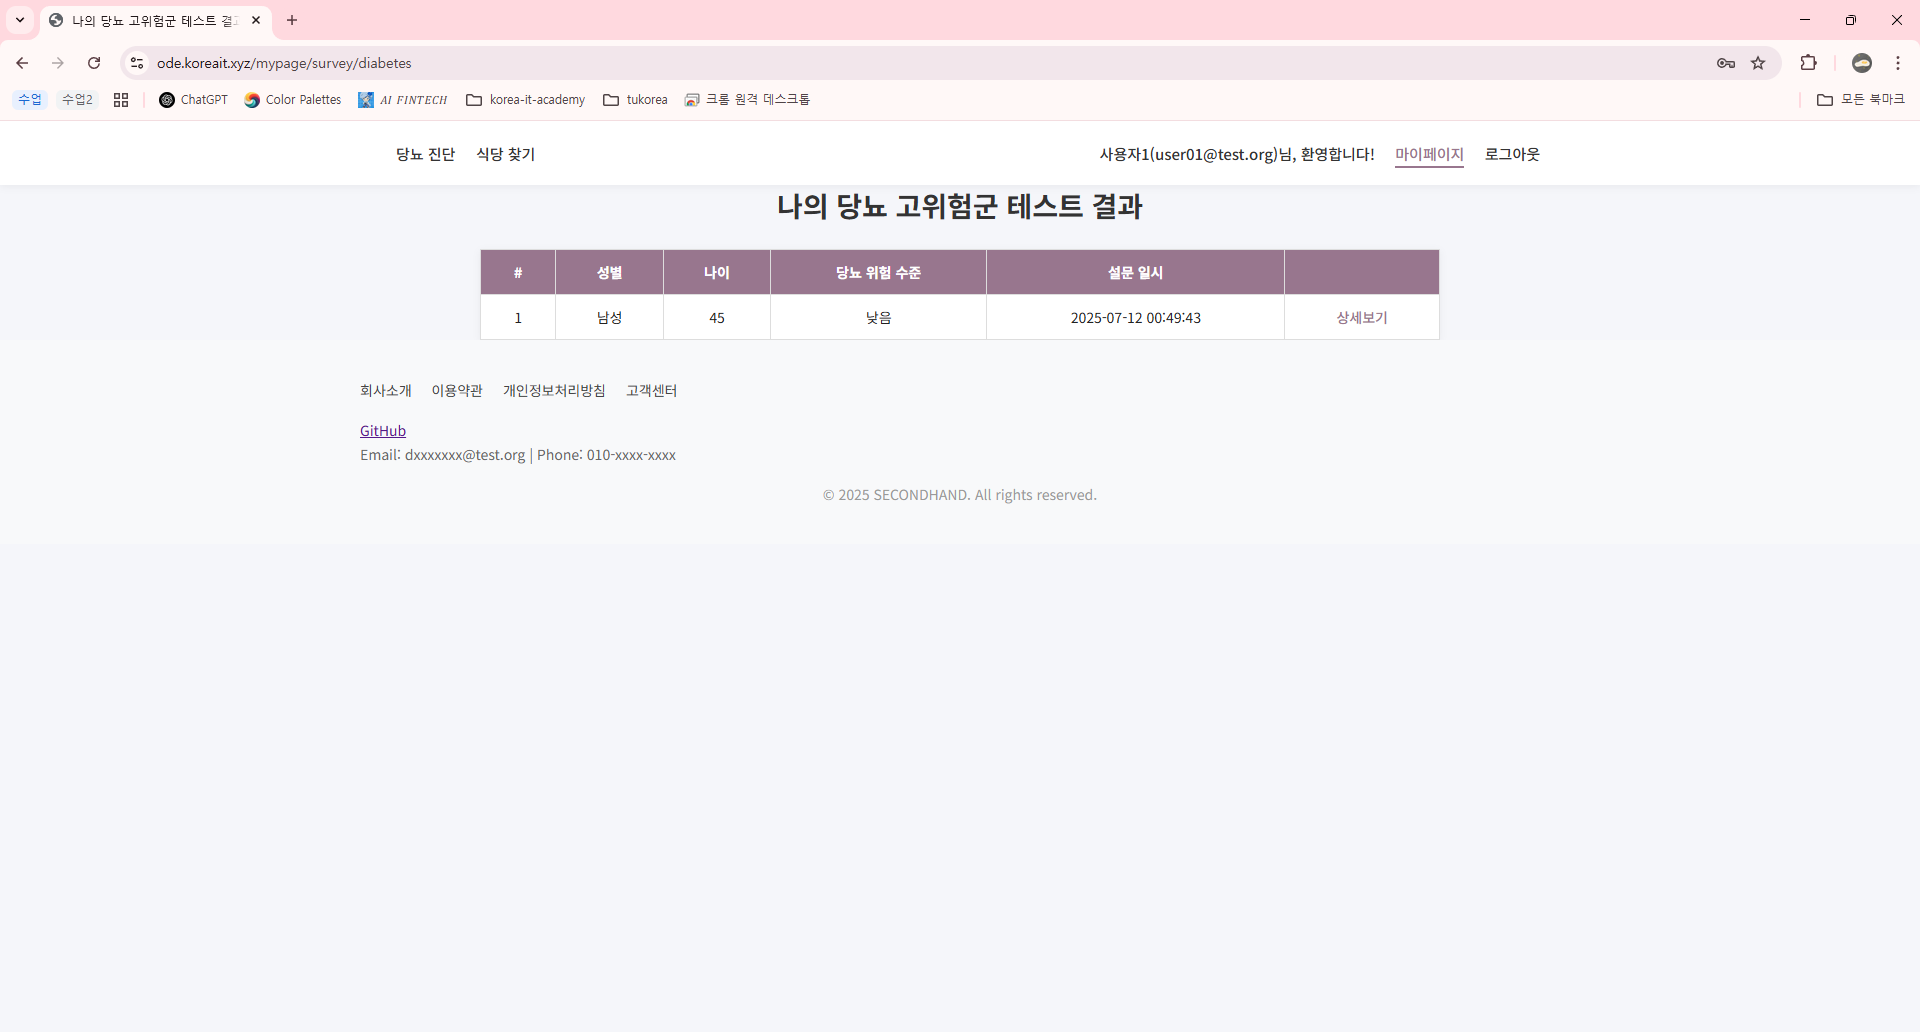 나의 당뇨 고위험군 테스트 결
ode.koreait.xyz/mypage/survey/diabetes
수업 수업2 ChatGPT Color Palettes AI FINTECH korea-it-academy tukorea 크롬 원격 데스크톱 모든 북마크
당뇨 진단 식당 찾기 사용자1(user01@test.org)님, 환영합니다! 마이페이지 로그아웃
나의 당뇨 고위험군 테스트 결과
# 성별 나이 당뇨 위험 수준 설문 일시
1 남성 45 낮음 2025-07-12 00:49:43 상세보기
회사소개 이용약관 개인정보처리방침 고객센터
GitHub
Email: dxxxxxxx@test.org | Phone: 010-xxxx-xxxx
© 2025 SECONDHAND. All rights reserved.